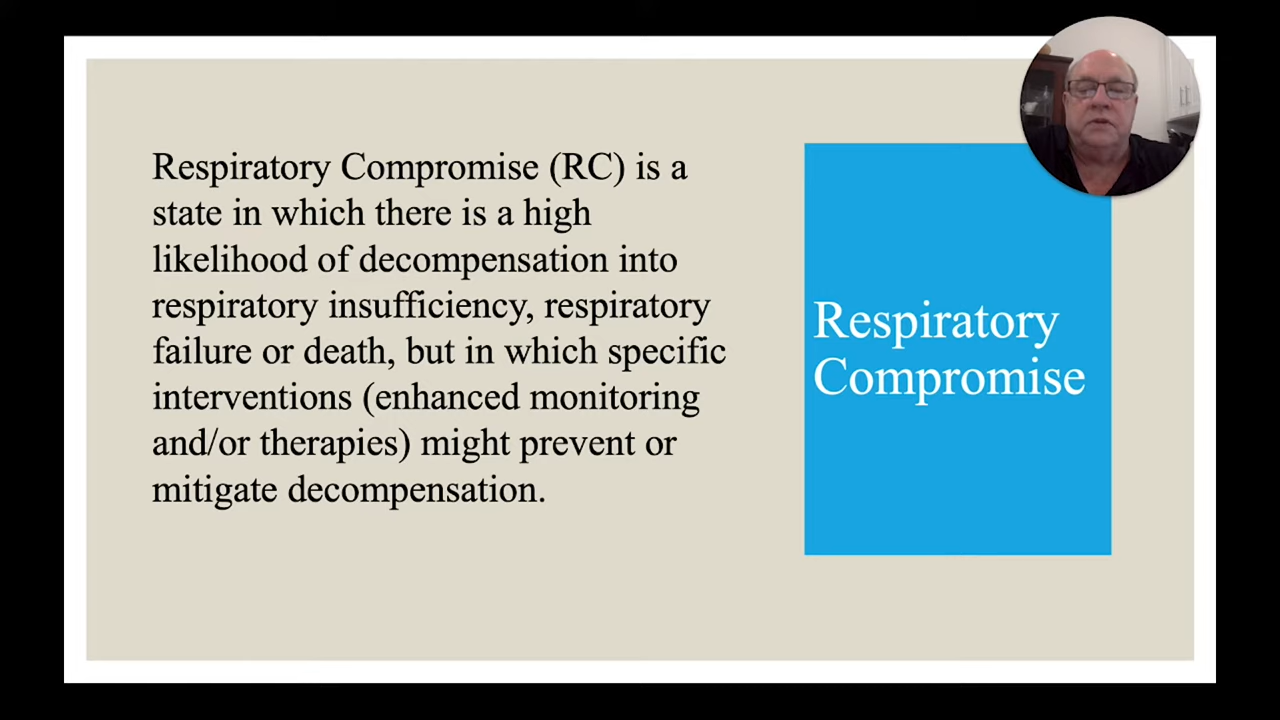 Respiratory Compromise (RC) is a
state in which there is a high
likelihood of decompensation into
respiratory insufficiency, respiratory
failure or death, but in which specific
interventions (enhanced monitoring
and/or therapies) might prevent or
mitigate decompensation.
Respiratory
Compromise